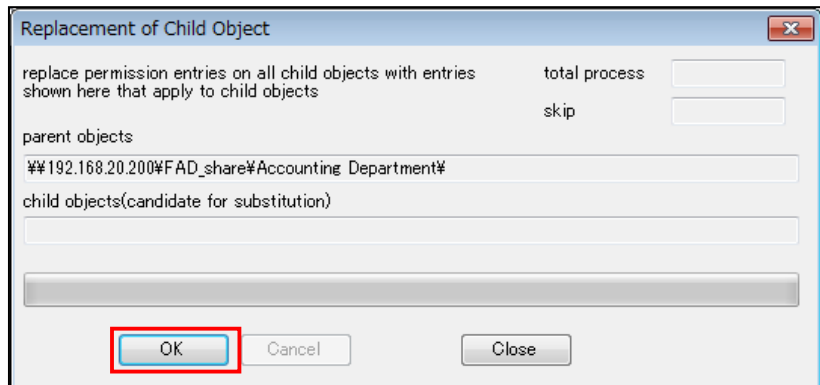 Replacement of Child Object
replace permission entries on all child objects with entries
shown here that apply to child objects
total process
skip
parent objects
¥¥192.168.20.200¥FAD_share¥Accounting Department¥
child objects(candidate for substitution)
OK
Cancel
Close